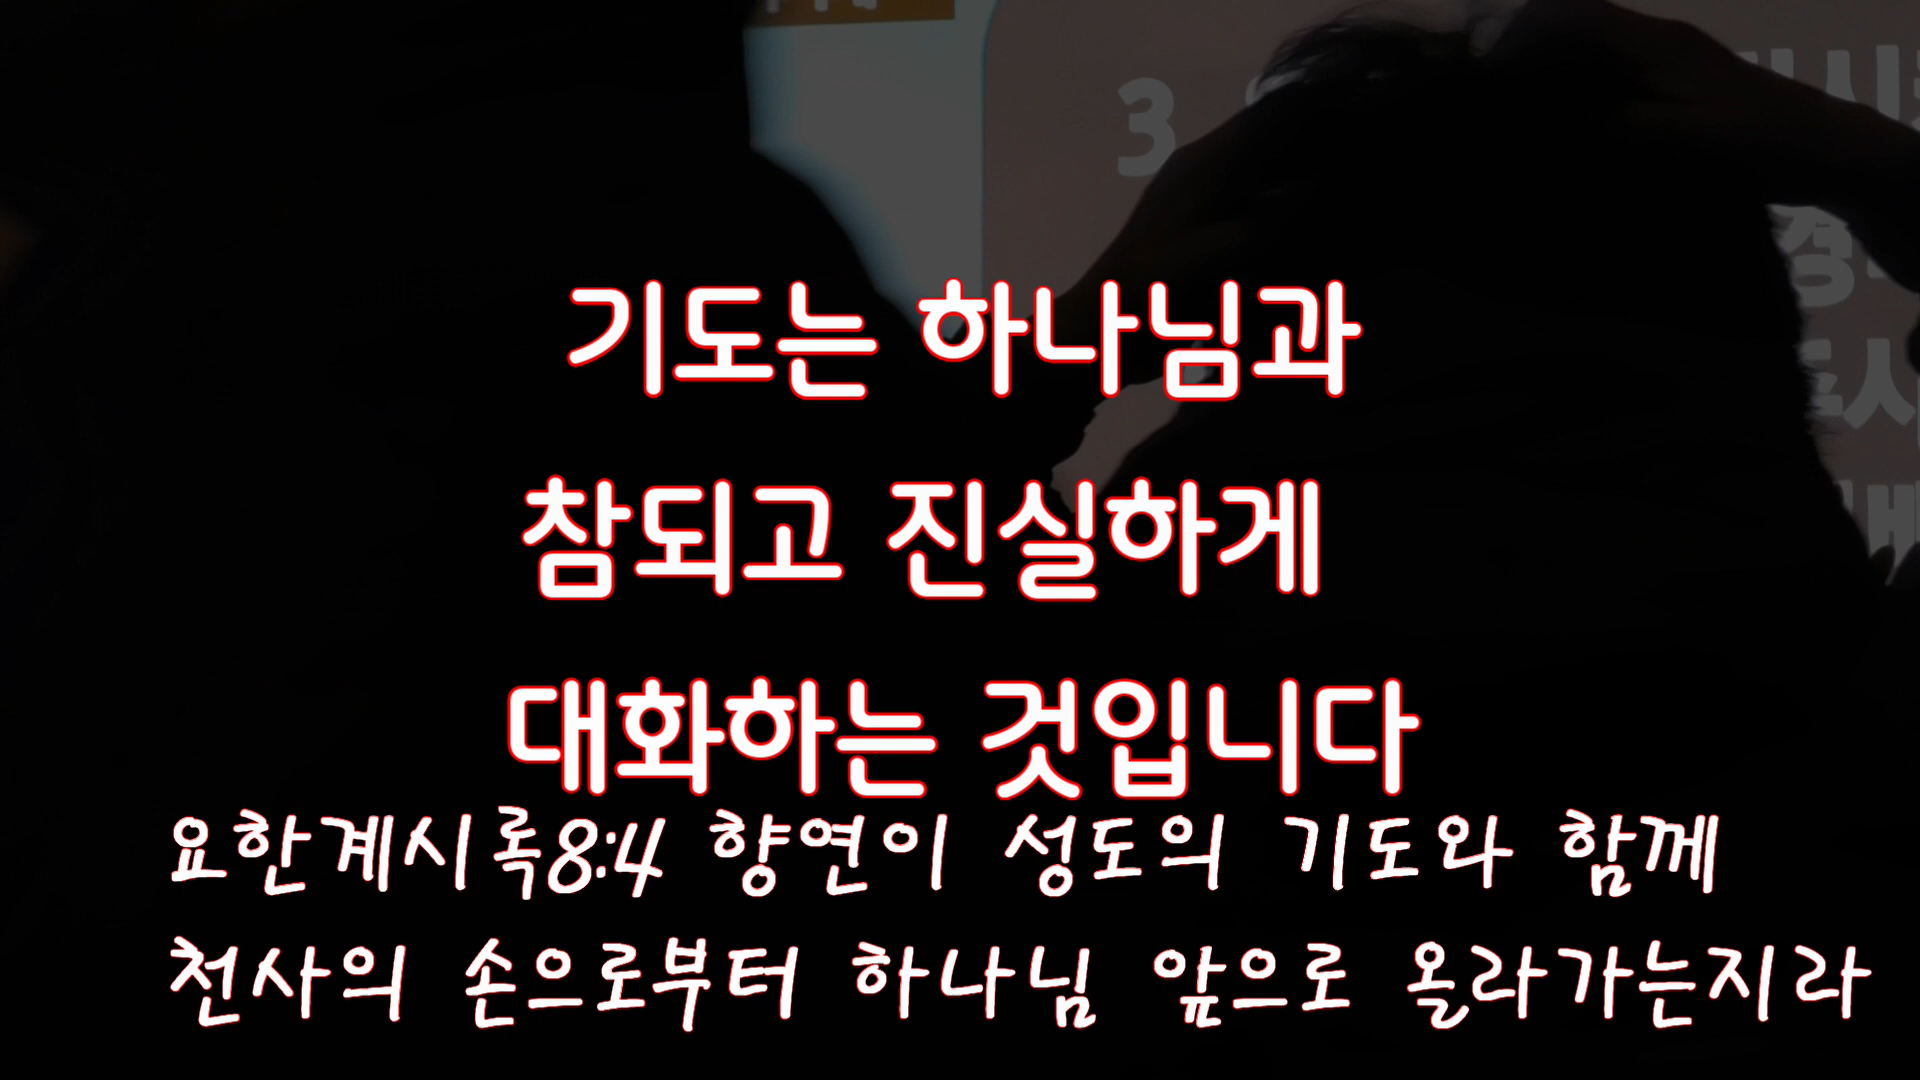 3
기도는 하나님과
참되고 진실하게
대화하는 것입니다
요한계시록8:4 향연이 성도의 기도와 함께
천사의 손으로부터 하나님 앞으로 올라가는지라